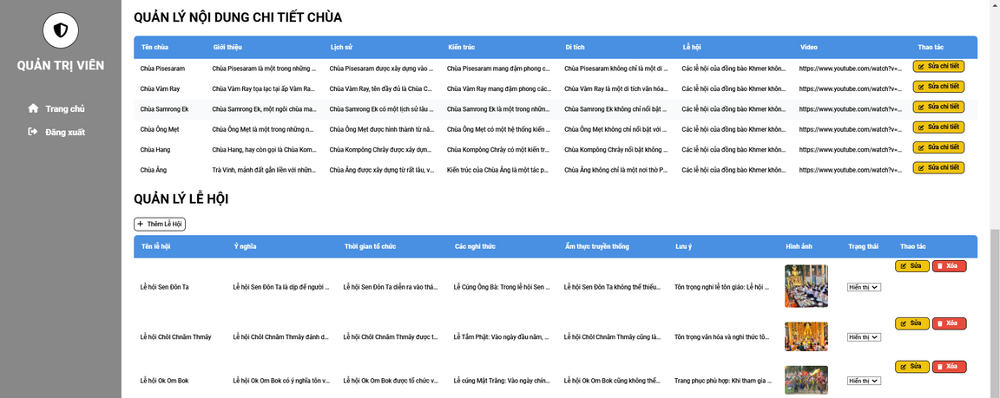 QUẢN TRỊ VIÊN
Trang chủ
Đăng xuất
QUẢN LÝ NỘI DUNG CHI TIẾT CHÙA
Tên chùa Giới thiệu Lịch sử Kiến trúc Di tích Lễ hội Video Thao tác
Chùa Pisesaram Chùa Pisesaram là một trong những ... Chùa Pisesaram được xây dựng vào ... Chùa Pisesaram mang đậm phong c... Chùa Pisesaram không chỉ là một di ... Các lễ hội của đồng bào Khmer khôn... https://www.youtube.com/watch?v=... Sửa chi tiết
Chùa Vàm Ray Chùa Vàm Ray tọa lạc tại ấp Vàm Ra... Chùa Vàm Ray, tên đầy đủ là Chùa C... Chùa Vàm Ray mang đậm phong các... Chùa Vàm Ray là một di tích văn hóa... Các lễ hội của đồng bào Khmer khôn... https://www.youtube.com/watch?v=... Sửa chi tiết
Chùa Samrong Ek Chùa Samrong Ek, một ngôi chùa ma... Chùa Samrong Ek có một lịch sử lâu ... Chùa Samrong Ek là một trong nhữn... Chùa Samrong Ek không chỉ nổi bật ... Các lễ hội của đồng bào Khmer khôn... https://www.youtube.com/watch?v=... Sửa chi tiết
Chùa Ông Mẹt Chùa Ông Mẹt là một trong những n... Chùa Ông Mẹt được hình thành từ nă... Chùa Ông Mẹt có một hệ thống kiến ... Chùa Ông Mẹt không chỉ nổi bật với ... Các lễ hội của đồng bào Khmer khôn... https://www.youtube.com/watch?v=... Sửa chi tiết
Chùa Hang Chùa Hang, hay còn gọi là Chùa Kom... Chùa Kompông Chrây được xây dựn... Chùa Kompông Chrây có một kiến tr... Chùa Kompông Chrây nổi bật không ... Các lễ hội của đồng bào Khmer khôn... https://www.youtube.com/watch?v=... Sửa chi tiết
Chùa Âng Trà Vinh, mảnh đất gắn liền với nhữn... Chùa Âng được xây dựng từ rất lâu, v... Kiến trúc của Chùa Âng là một tác p... Chùa Âng không chỉ là một nơi thờ P... Các lễ hội của đồng bào Khmer khôn... https://www.youtube.com/watch?v=... Sửa chi tiết
QUẢN LÝ LỄ HỘI
Thêm Lễ Hội
Tên lễ hội Ý nghĩa Thời gian tổ chức Các nghi thức Ẩm thực truyền thống Lưu ý Hình ảnh Trạng thái Thao tác
Lễ hội Sen Đôn Ta Lễ hội Sen Đôn Ta là dịp để người ... Lễ hội Sen Đôn Ta diễn ra vào thá... Lễ Cúng Ông Bà: Trong lễ hội Sen ... Lễ hội Sen Đôn Ta không thể thiếu... Tôn trọng nghi lễ tôn giáo: Lễ hội ... Hiển thị Sửa Xóa
Lễ hội Chôl Chnăm Thmây Lễ hội Chôl Chnăm Thmây đánh d... Lễ hội Chôl Chnăm Thmây được t... Lễ Tắm Phật: Vào ngày đầu năm, ... Lễ hội Chôl Chnăm Thmây cũng là... Tôn trọng văn hóa và nghi thức tô... Hiển thị Sửa Xóa
Lễ hội Ok Om Bok Lễ hội Ok Om Bok có ý nghĩa tôn v... Lễ hội Ok Om Bok được tổ chức v... Lễ cúng Mặt Trăng: Vào ngày chín... Lễ hội Ok Om Bok cũng không thể... Trang phục phù hợp: Khi tham gia ... Hiển thị Sửa Xóa